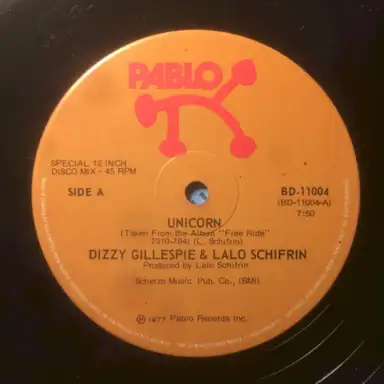 PABLO
SPECIAL 12 INCH
DISCO MIX - 45 RPM
SIDE A
BD-11004
(BD-11004-A)
7:50
UNICORN
(Taken From the Album "Free Ride"
2310-794) (L. Schifrin)
DIZZY GILLESPIE & LALO SCHIFRIN
Produced by Lalo Schifrin
Scherzo Music Pub. Co., (BMI)
℗ 1977 Pablo Records Inc.